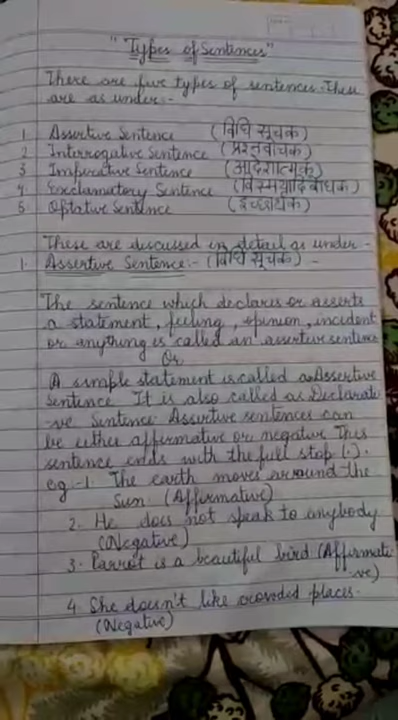 "Types of Sentences"
There are five types of sentences. These
are as under:-
1. Assertive Sentence (विधि सूचक)
2 Interrogative Sentence (प्रश्नवाचक)
3 Imperative Sentence (आदेशात्मक)
4 Exclamatory Sentence (विस्मयादिबोधक)
5 Optative Sentence (इच्छार्थक)
These are discussed in detail as under -
1. Assertive Sentence:- (विधि सूचक) -
The sentence which declares or asserts
a statement, feeling, opinion, incident
or anything is called an assertive sentence
Or
A simple statement is called as Assertive
Sentence It is also called as Declarati
-ve Sentence. Assertive sentences can
be either affirmative or negative This
sentence ends with the full stop (.).
eg:-1. The earth moves around the
Sun (Affirmative)
2. He does not speak to anybody
(Negative)
3. Parrot is a beautiful bird (Affirmati
-ve)
4. She doesn't like crowded places.
(Negative)